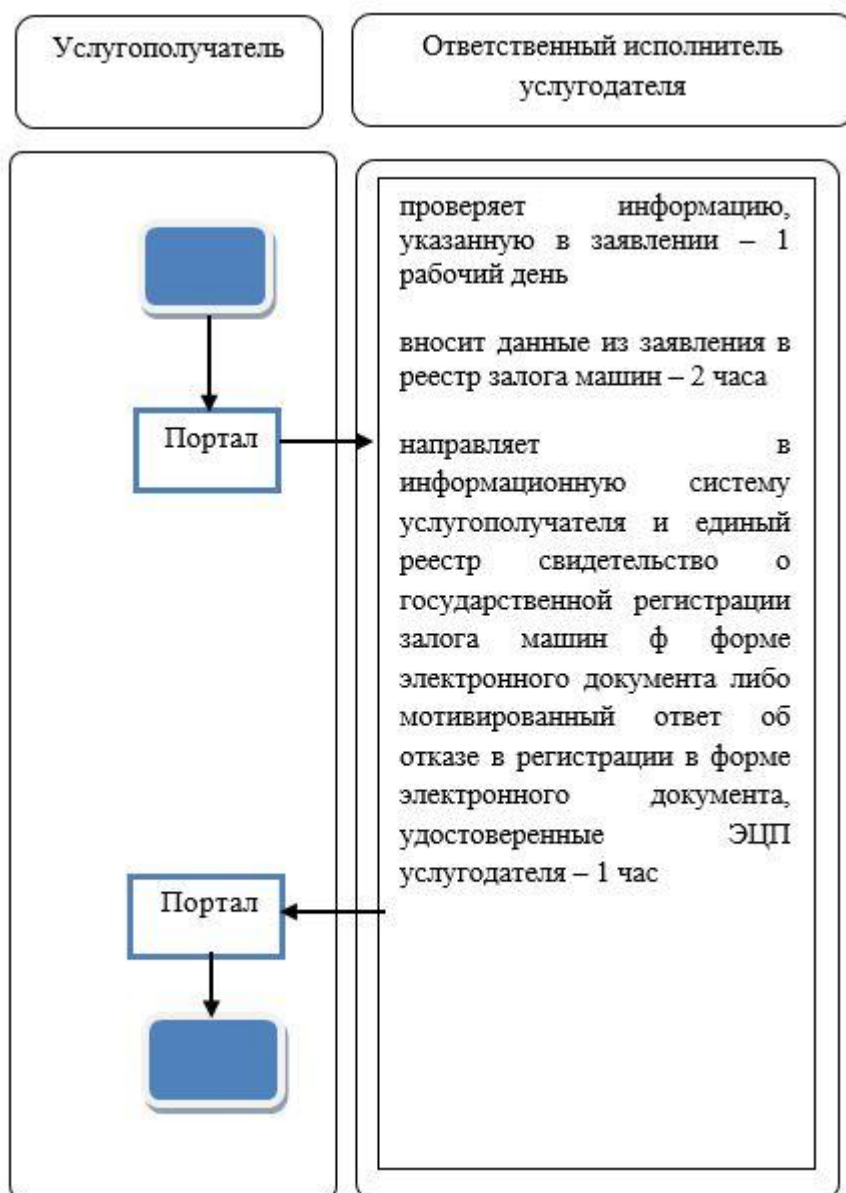 Услугополучатель
Ответственный исполнитель
услугодателя
проверяет информацию,
указанную в заявлении – 1
рабочий день
вносит данные из заявления в
реестр залога машин – 2 часа
Портал
направляет в
информационную систему
услугополучателя и единый
реестр свидетельство о
государственной регистрации
залога машин ф форме
электронного документа либо
мотивированный ответ об
отказе в регистрации в форме
электронного документа,
удостоверенные ЭЦП
услугодателя – 1 час
Портал